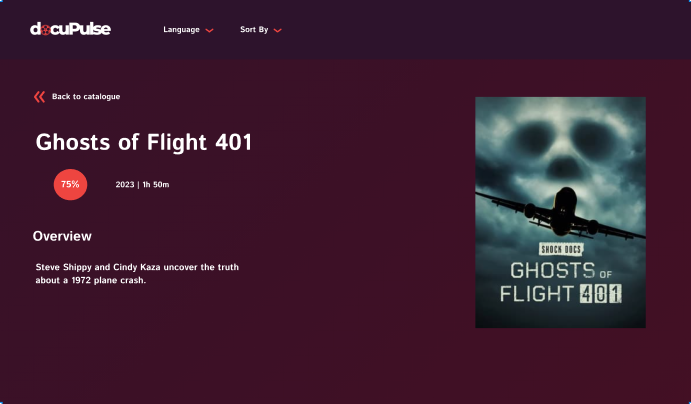 docuPulse
Language
Sort By
Back to catalogue
Ghosts of Flight 401
75%
2023 | 1h 50m
Overview
Steve Shippy and Cindy Kaza uncover the truth
about a 1972 plane crash.
SHOCK DOCS
GHOSTS OF
FLIGHT 401